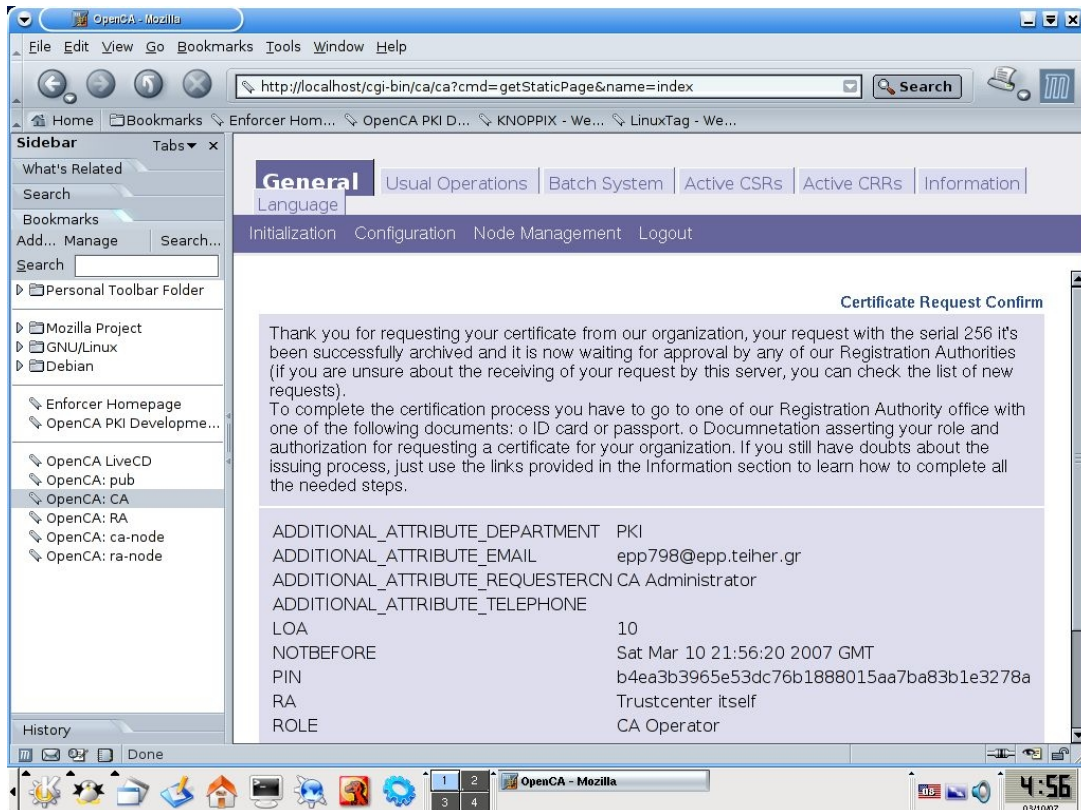 OpenCA - Mozilla
File Edit View Go Bookmarks Tools Window Help
http://localhost/cgi-bin/ca/ca?cmd=getStaticPage&name=index
Search
Home Bookmarks Enforcer Hom... OpenCA PKI D... KNOPPIX - We... LinuxTag - We...
Sidebar Tabs x
What's Related
Search
Bookmarks
Add... Manage Search...
Search
Personal Toolbar Folder
Mozilla Project
GNU/Linux
Debian
Enforcer Homepage
OpenCA PKI Developme...
OpenCA LiveCD
OpenCA: pub
OpenCA: CA
OpenCA: RA
OpenCA: ca-node
OpenCA: ra-node
History
General Usual Operations Batch System Active CSRs Active CRRs Information
Language
Initialization Configuration Node Management Logout
Certificate Request Confirm
Thank you for requesting your certificate from our organization, your request with the serial 256 it's
been successfully archived and it is now waiting for approval by any of our Registration Authorities
(if you are unsure about the receiving of your request by this server, you can check the list of new
requests).
To complete the certification process you have to go to one of our Registration Authority office with
one of the following documents: o ID card or passport. o Documnetation asserting your role and
authorization for requesting a certificate for your organization. If you still have doubts about the
issuing process, just use the links provided in the Information section to learn how to complete all
the needed steps.
ADDITIONAL_ATTRIBUTE_DEPARTMENT PKI
ADDITIONAL_ATTRIBUTE_EMAIL epp798@epp.teiher.gr
ADDITIONAL_ATTRIBUTE_REQUESTERCN CA Administrator
ADDITIONAL_ATTRIBUTE_TELEPHONE
LOA 10
NOTBEFORE Sat Mar 10 21:56:20 2007 GMT
PIN b4ea3b3965e53dc76b1888015aa7ba83b1e3278a
RA Trustcenter itself
ROLE CA Operator
Done
1 2
3 4
OpenCA - Mozilla
4:56
03/10/07